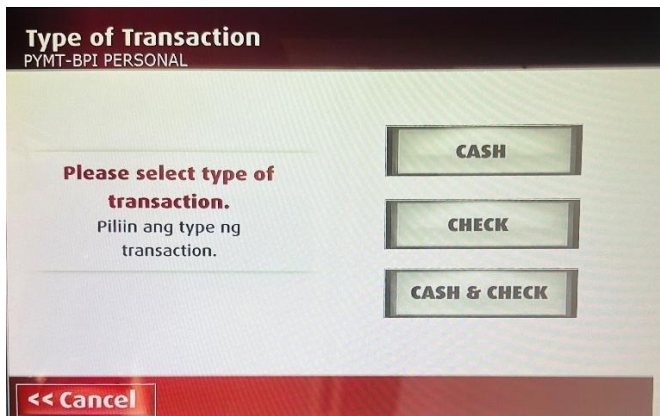 Type of Transaction
PYMT-BPI PERSONAL
Please select type of
transaction.
Piliin ang type ng
transaction.
CASH
CHECK
CASH & CHECK
<< Cancel